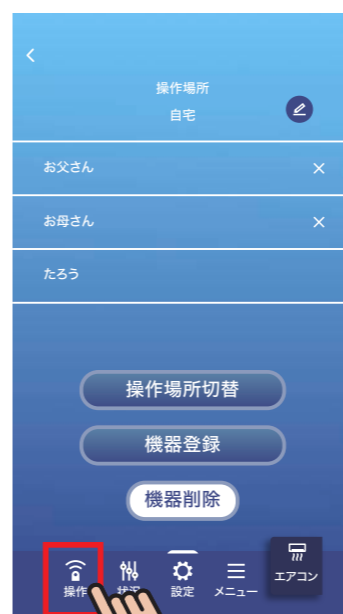 操作場所
自宅
お父さん ×
お母さん ×
たろう
操作場所切替
機器登録
機器削除
操作 状況 設定 メニュー エアコン